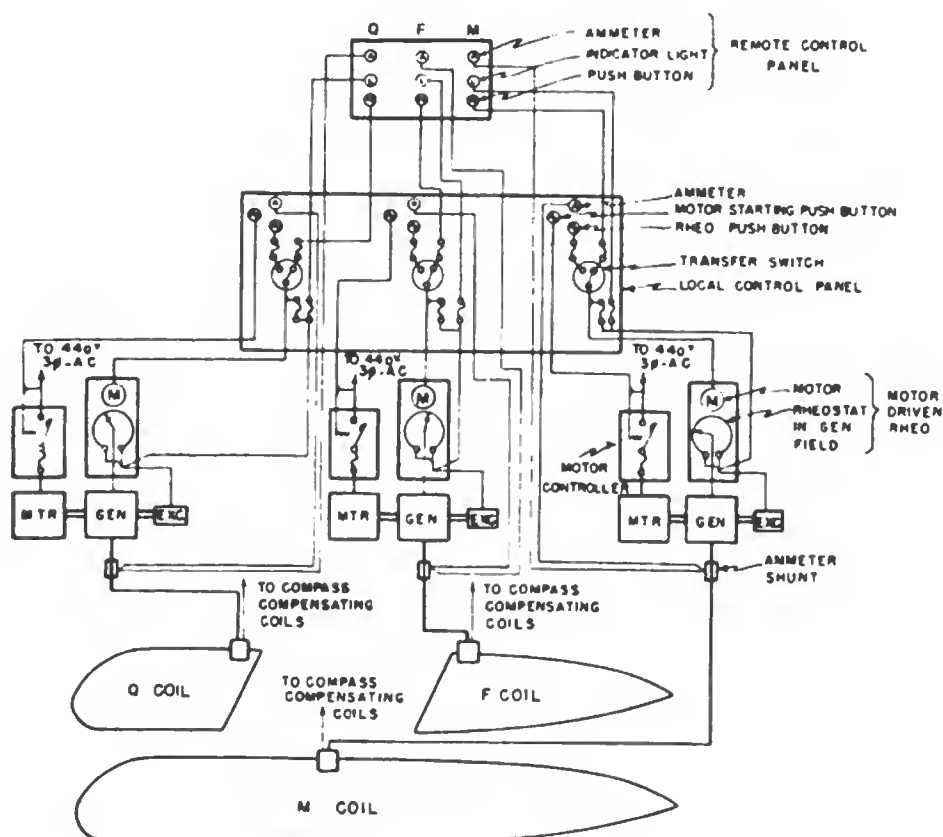 Q F M
AMMETER
INDICATOR LIGHT
PUSH BUTTON
REMOTE CONTROL
PANEL
AMMETER
MOTOR STARTING PUSH BUTTON
RHEO PUSH BUTTON
TRANSFER SWITCH
LOCAL CONTROL PANEL
TO 440V
3φ-AC
TO 440V
3φ-AC
TO 440V
3φ-AC
M
M
M
MOTOR
RHEOSTAT
IN GEN
FIELD
MOTOR
DRIVEN
RHEO
MOTOR
CONTROLLER
MTR GEN EXC
MTR GEN EXC
MTR GEN EXC
AMMETER
SHUNT
TO COMPASS
COMPENSATING
COILS
TO COMPASS
COMPENSATING
COILS
Q COIL
TO COMPASS
COMPENSATING
COILS
F COIL
M COIL